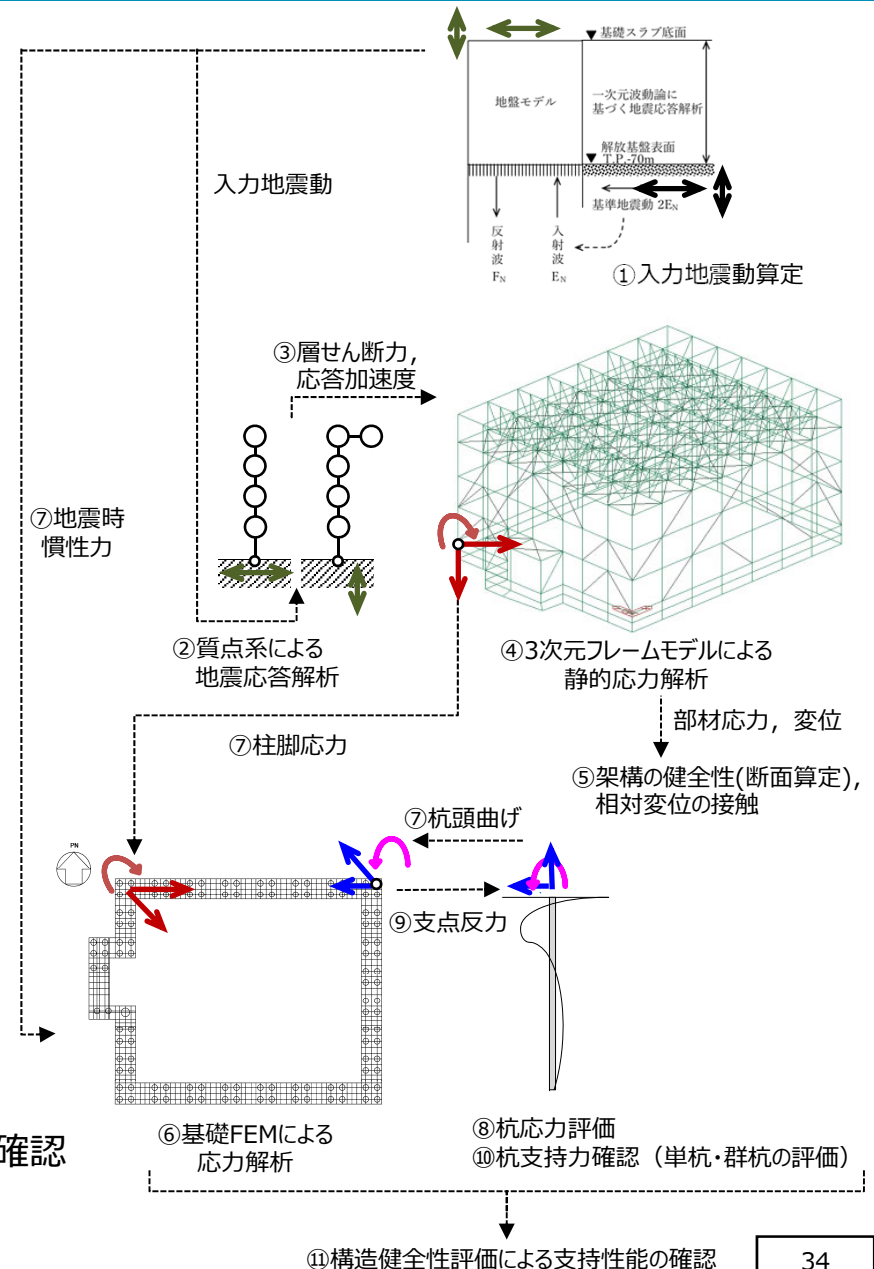 ▼基礎スラブ底面
地盤モデル
一次元波動論に
基づく地震応答解析
解放基盤表面
▼T.P.-70m
基準地震動 2EN
反射波
FN
入射波
EN
入力地震動
①入力地震動算定
③層せん断力，
応答加速度
⑦地震時
慣性力
②質点系による
地震応答解析
④3次元フレームモデルによる
静的応力解析
部材応力，変位
⑦柱脚応力
⑤架構の健全性(断面算定)，
相対変位の接触
⑦杭頭曲げ
PN
⑨支点反力
確認
⑥基礎FEMによる
応力解析
⑧杭応力評価
⑩杭支持力確認（単杭・群杭の評価）
⑪構造健全性評価による支持性能の確認
34